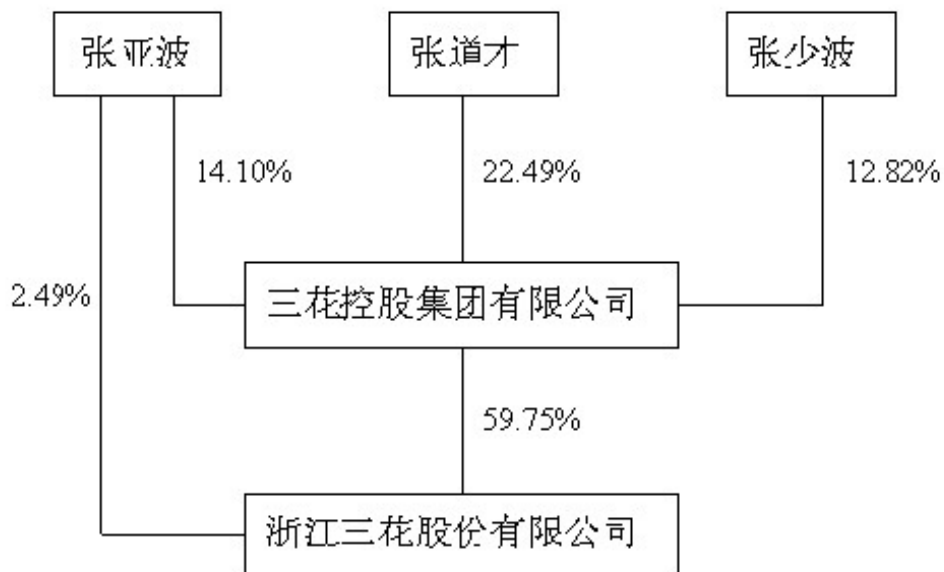 张亚波
张道才
张少波
14.10%
22.49%
12.82%
2.49%
三花控股集团有限公司
59.75%
浙江三花股份有限公司